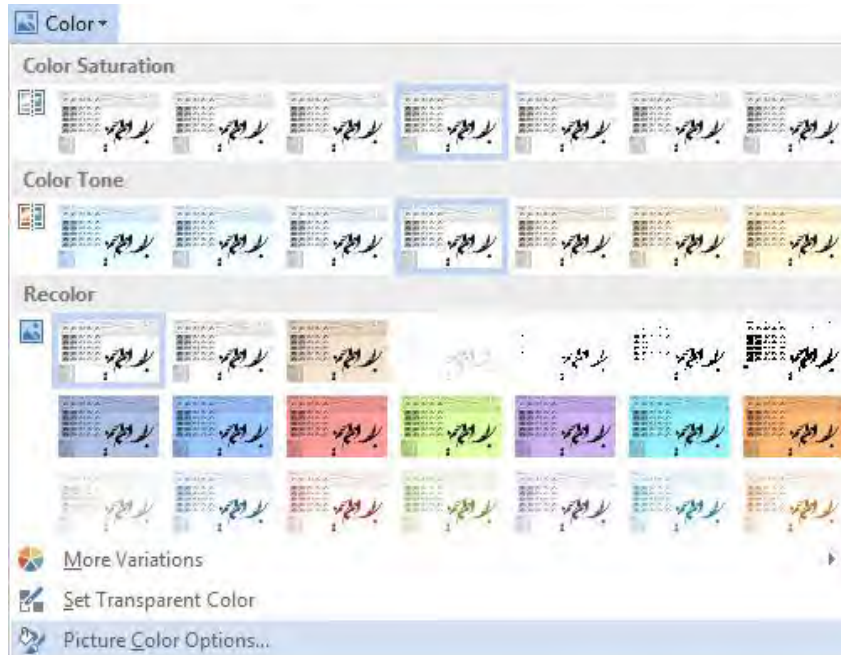 Color
Color Saturation
Color Tone
Recolor
More Variations
Set Transparent Color
Picture Color Options...